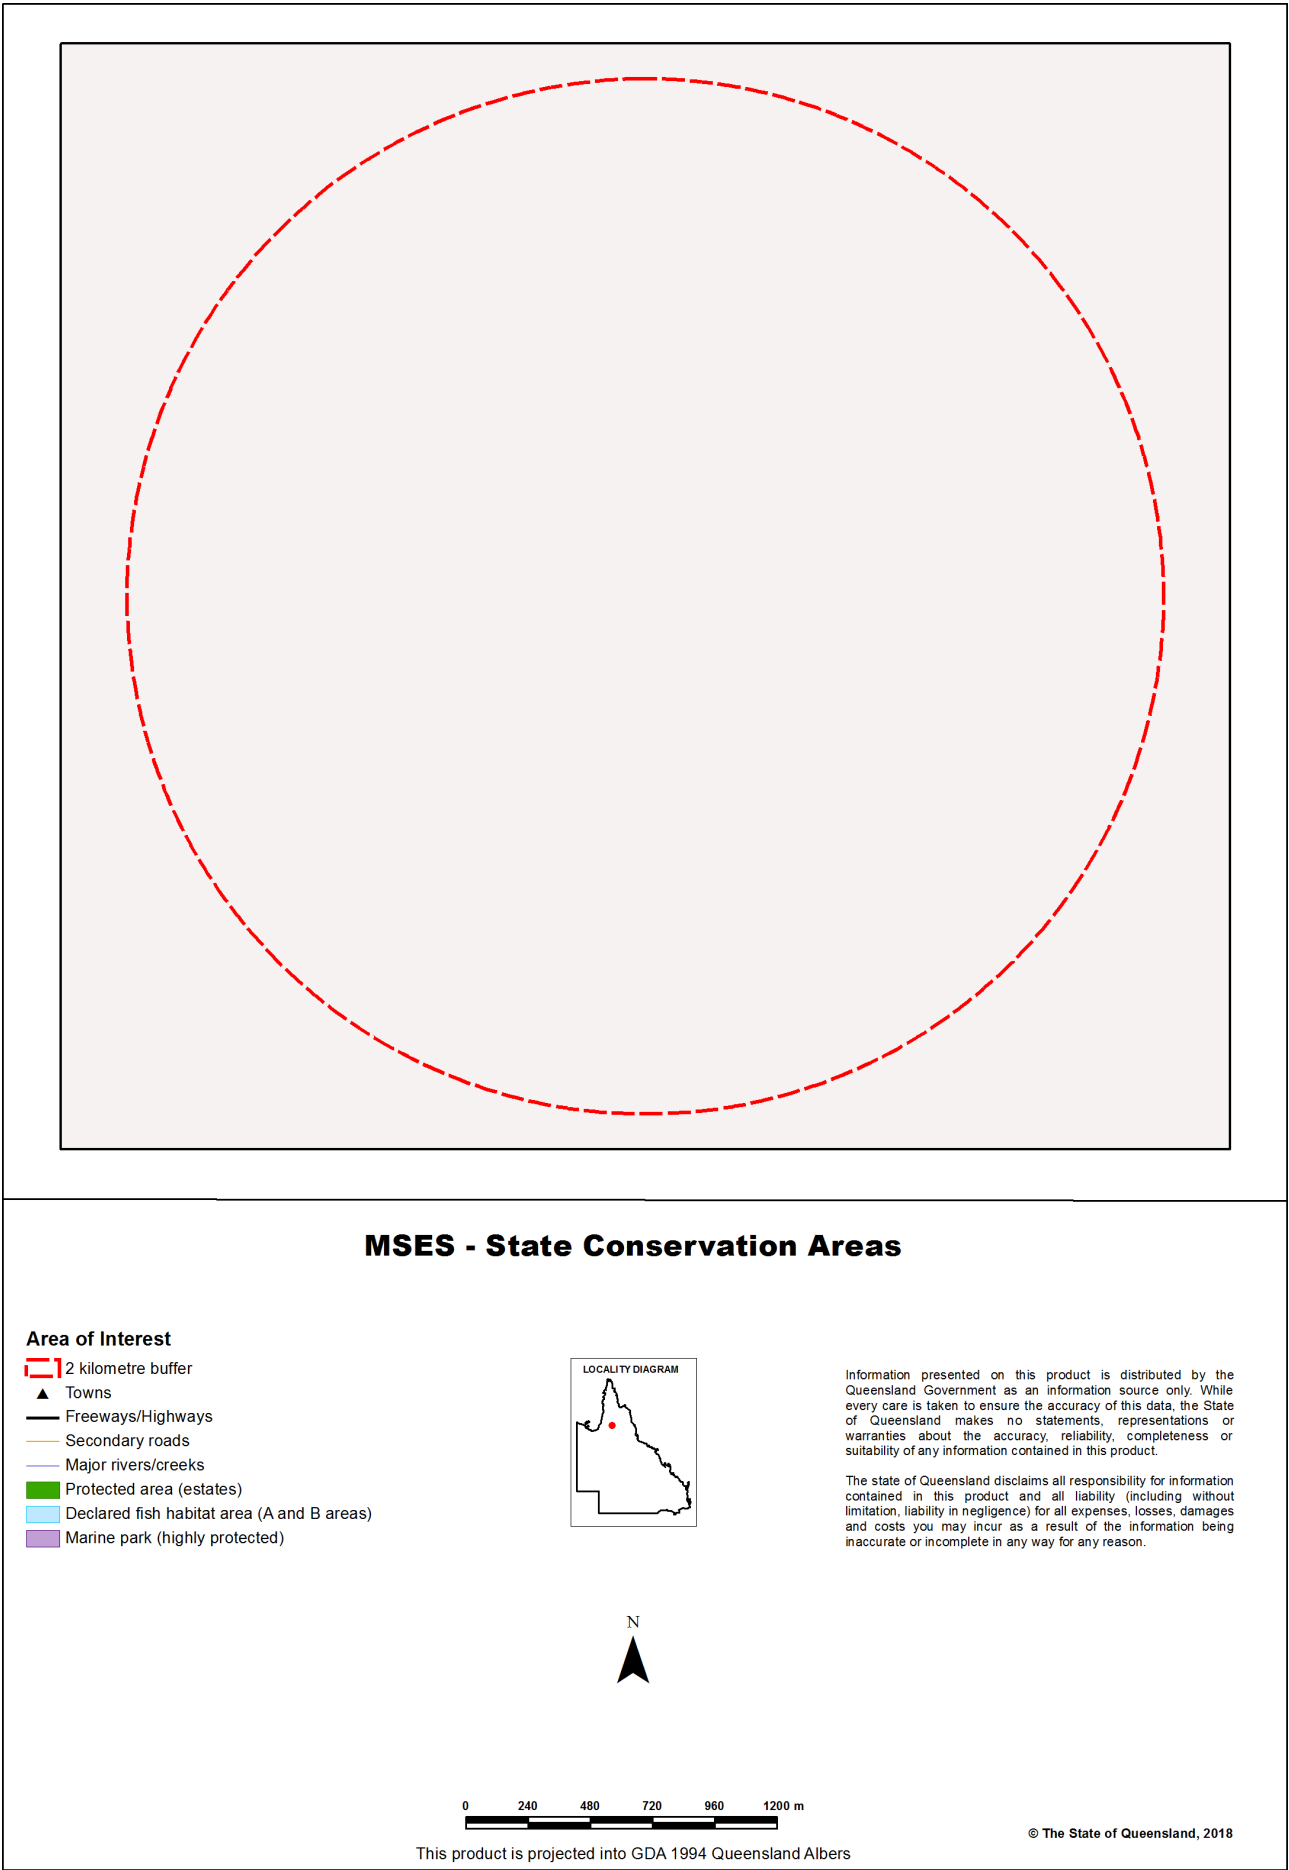 MSES - State Conservation Areas
Area of Interest
2 kilometre buffer
Towns
Freeways/Highways
Secondary roads
Major rivers/creeks
Protected area (estates)
Declared fish habitat area (A and B areas)
Marine park (highly protected)
LOCALITY DIAGRAM
Information presented on this product is distributed by the
Queensland Government as an information source only. While
every care is taken to ensure the accuracy of this data, the State
of Queensland makes no statements, representations or
warranties about the accuracy, reliability, completeness or
suitability of any information contained in this product.
The state of Queensland disclaims all responsibility for information
contained in this product and all liability (including without
limitation, liability in negligence) for all expenses, losses, damages
and costs you may incur as a result of the information being
inaccurate or incomplete in any way for any reason.
N
0 240 480 720 960 1200 m
© The State of Queensland, 2018
This product is projected into GDA 1994 Queensland Albers